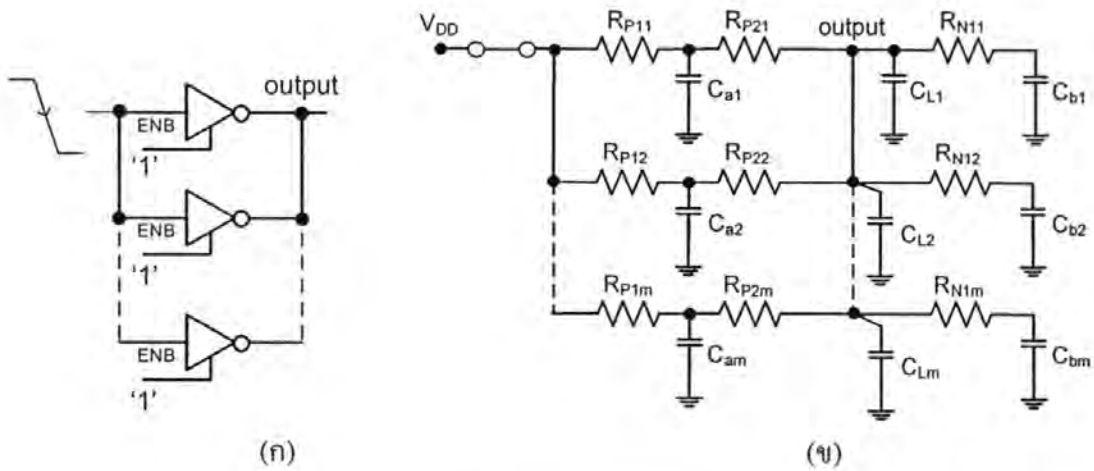 output
ENB
'1'
ENB
'1'
ENB
'1'
(ก)
V_DD
R_P11
R_P21
output
R_N11
C_a1
C_L1
C_b1
R_P12
R_P22
R_N12
C_a2
C_L2
C_b2
R_P1m
R_P2m
R_N1m
C_am
C_Lm
C_bm
(ข)